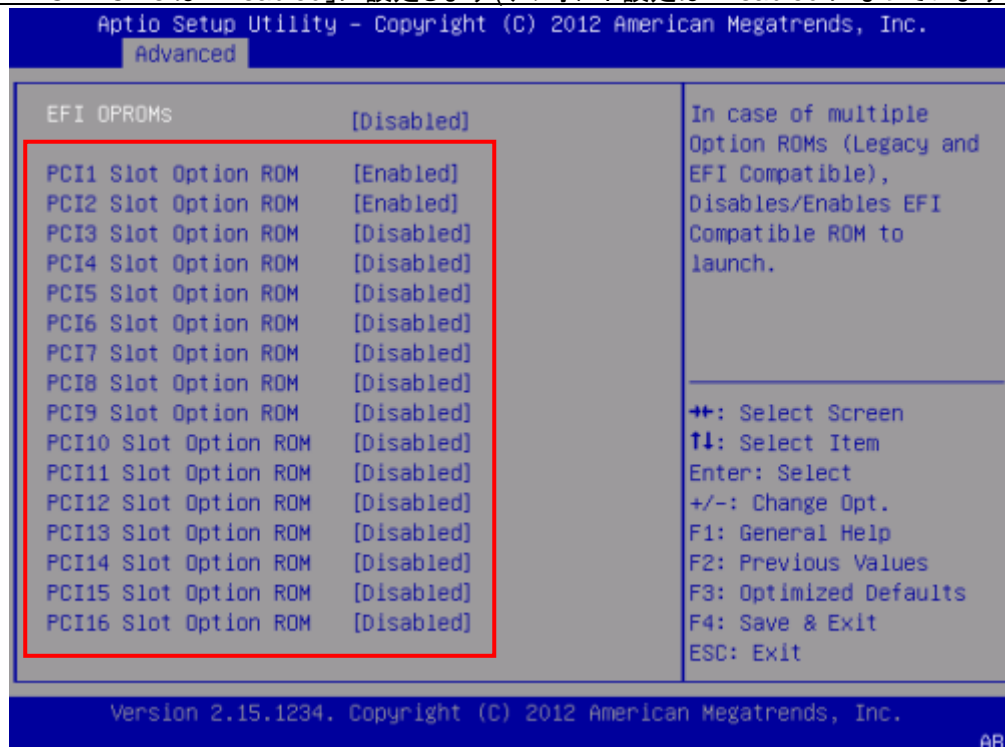 Aptio Setup Utility – Copyright (C) 2012 American Megatrends, Inc.
Advanced
EFI OPROMs [Disabled]
PCI1 Slot Option ROM [Enabled]
PCI2 Slot Option ROM [Enabled]
PCI3 Slot Option ROM [Disabled]
PCI4 Slot Option ROM [Disabled]
PCI5 Slot Option ROM [Disabled]
PCI6 Slot Option ROM [Disabled]
PCI7 Slot Option ROM [Disabled]
PCI8 Slot Option ROM [Disabled]
PCI9 Slot Option ROM [Disabled]
PCI10 Slot Option ROM [Disabled]
PCI11 Slot Option ROM [Disabled]
PCI12 Slot Option ROM [Disabled]
PCI13 Slot Option ROM [Disabled]
PCI14 Slot Option ROM [Disabled]
PCI15 Slot Option ROM [Disabled]
PCI16 Slot Option ROM [Disabled]
In case of multiple
Option ROMs (Legacy and
EFI Compatible),
Disables/Enables EFI
Compatible ROM to
launch.
→←: Select Screen
↑↓: Select Item
Enter: Select
+/-: Change Opt.
F1: General Help
F2: Previous Values
F3: Optimized Defaults
F4: Save & Exit
ESC: Exit
Version 2.15.1234. Copyright (C) 2012 American Megatrends, Inc.
AB